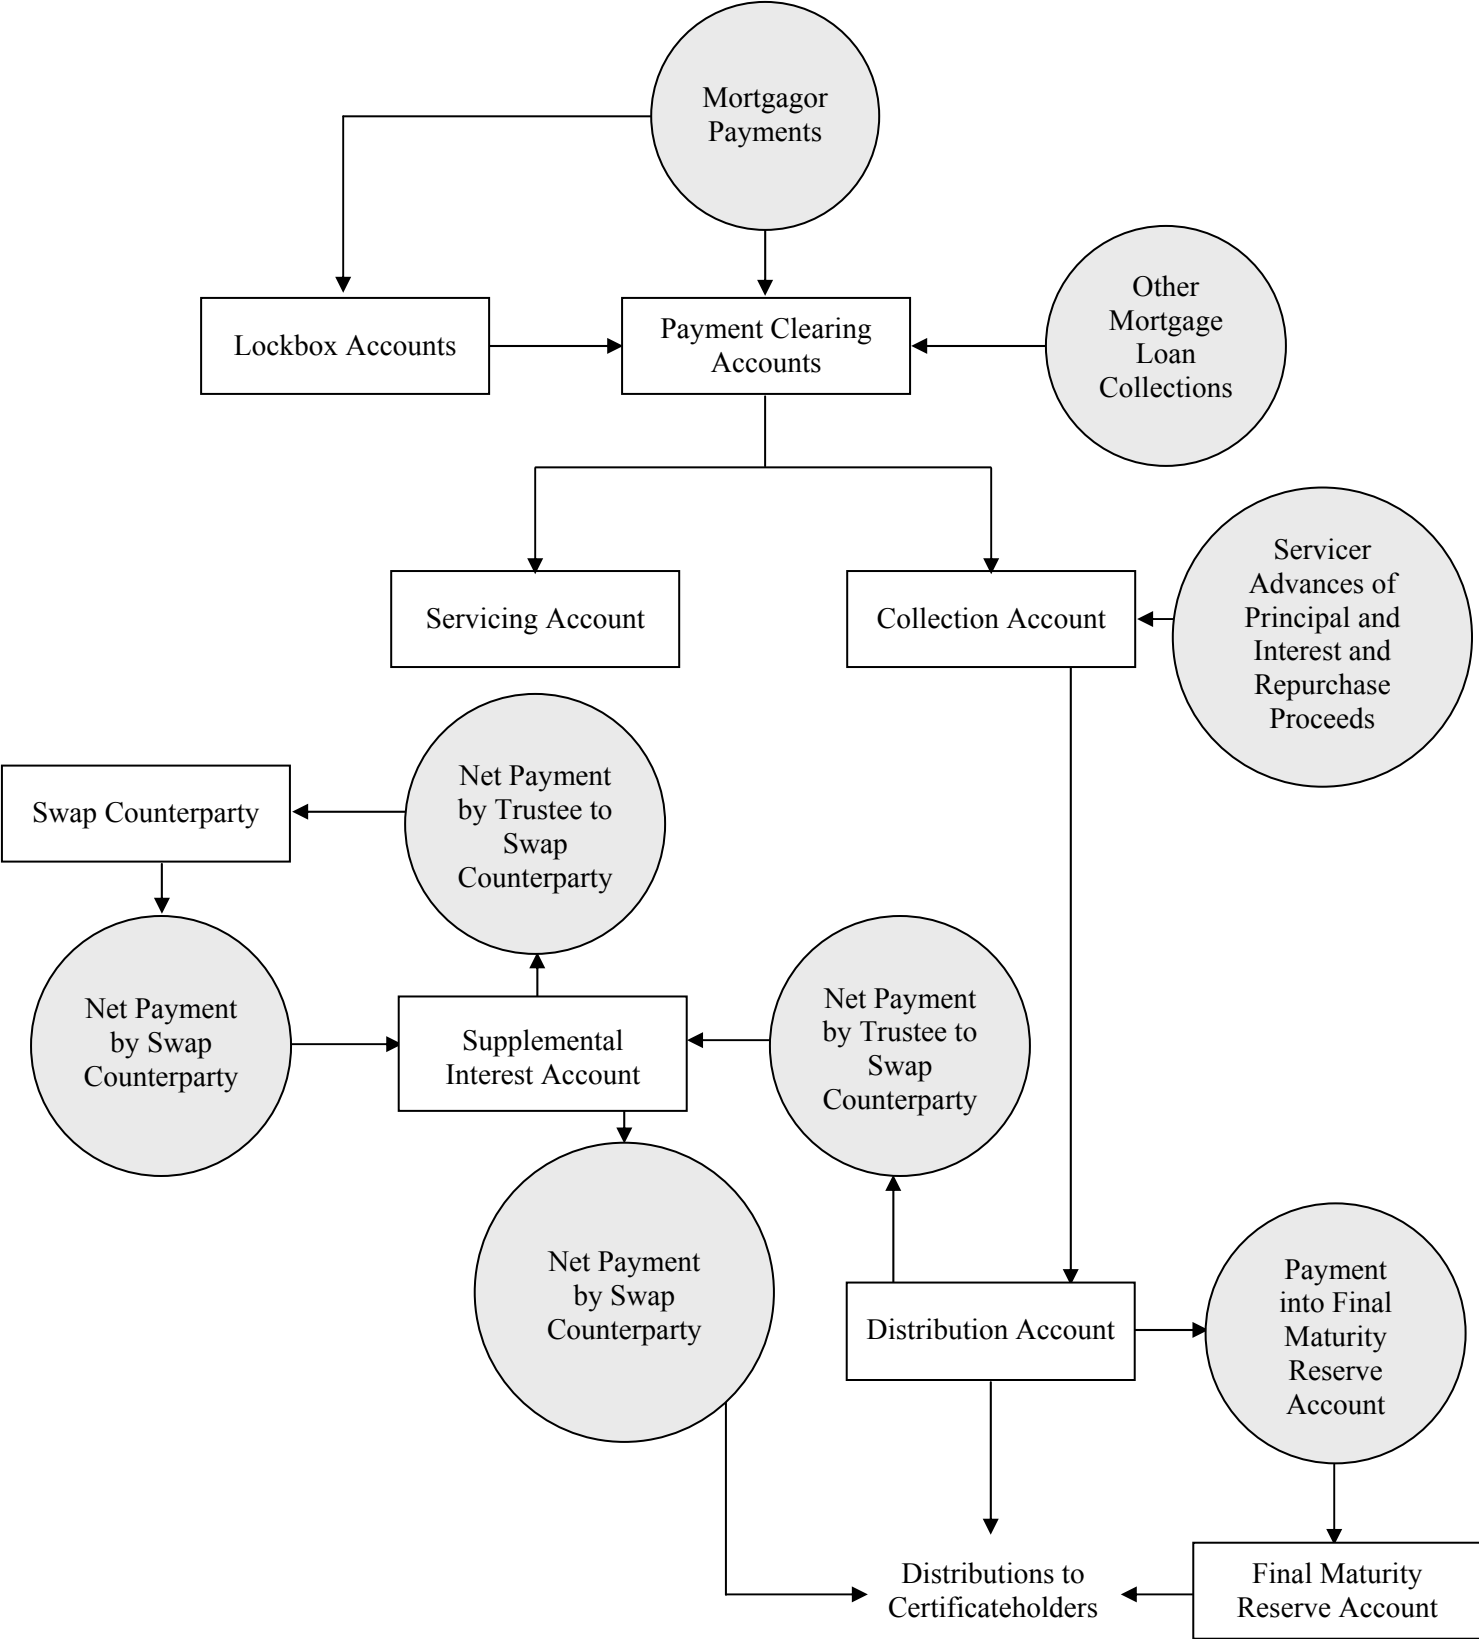 Mortgagor
Payments
Other
Mortgage
Loan
Collections
Lockbox Accounts
Payment Clearing
Accounts
Servicing Account
Collection Account
Servicer
Advances of
Principal and
Interest and
Repurchase
Proceeds
Swap Counterparty
Net Payment
by Trustee to
Swap
Counterparty
Net Payment
by Swap
Counterparty
Supplemental
Interest Account
Net Payment
by Trustee to
Swap
Counterparty
Net Payment
by Swap
Counterparty
Distribution Account
Payment
into Final
Maturity
Reserve
Account
Distributions to
Certificateholders
Final Maturity
Reserve Account